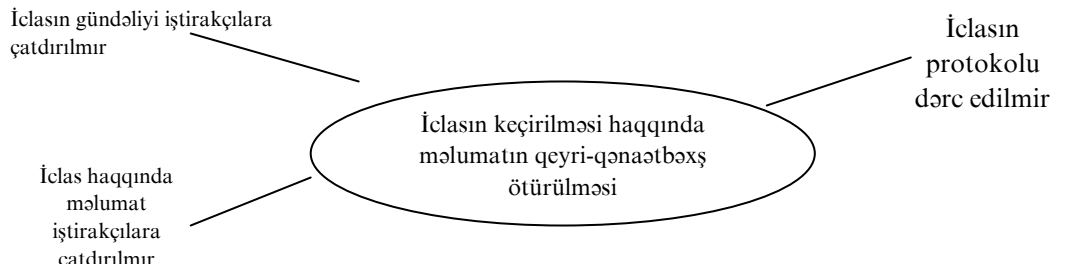 İclasın gündəliyi iştirakçılara
çatdırılmır
İclasın
protokolu
dərc edilmir
İclasın keçirilməsi haqqında
məlumatın qeyri-qənaətbəxş
ötürülməsi
İclas haqqında
məlumat
iştirakçılara
çatdırılmır